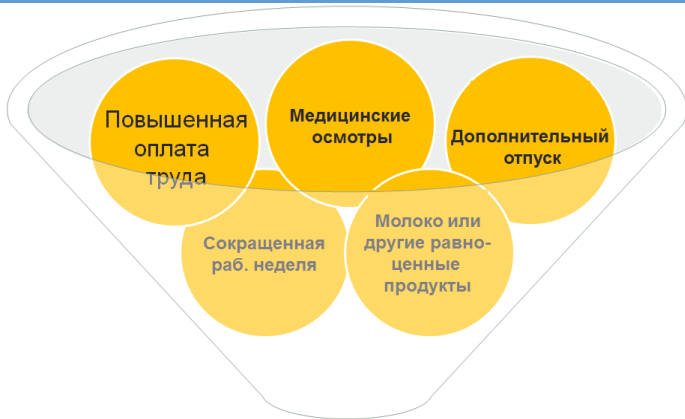 Повышенная
оплата
труда
Медицинские
осмотры
Дополнительный
отпуск
Сокращенная
раб. неделя
Молоко или
другие равно-
ценные
продукты